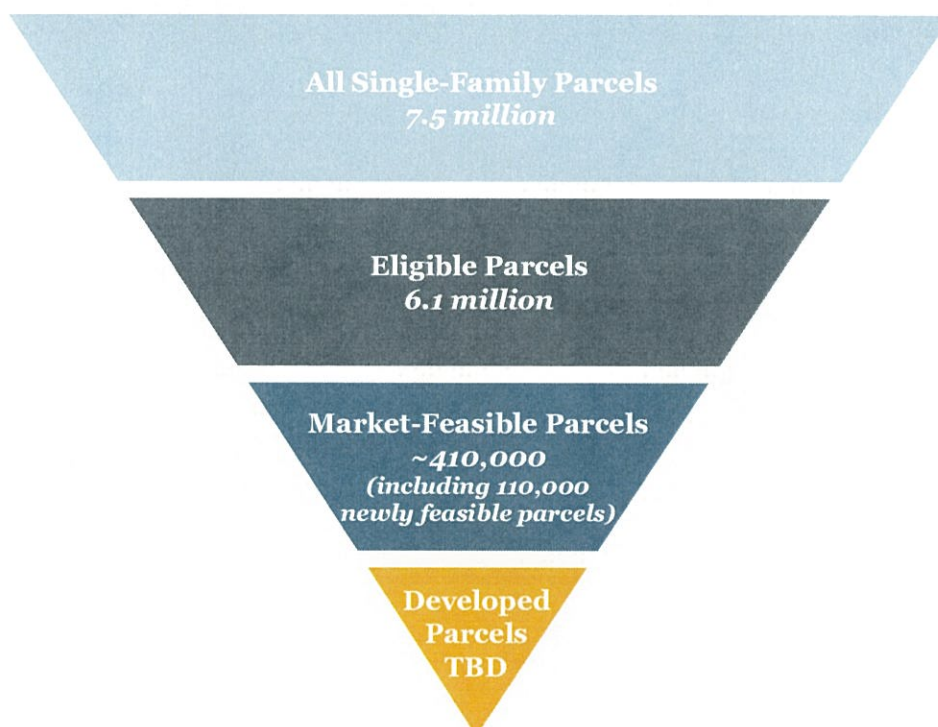 All Single-Family Parcels
7.5 million
Eligible Parcels
6.1 million
Market-Feasible Parcels
~410,000
(including 110,000
newly feasible parcels)
Developed
Parcels
TBD